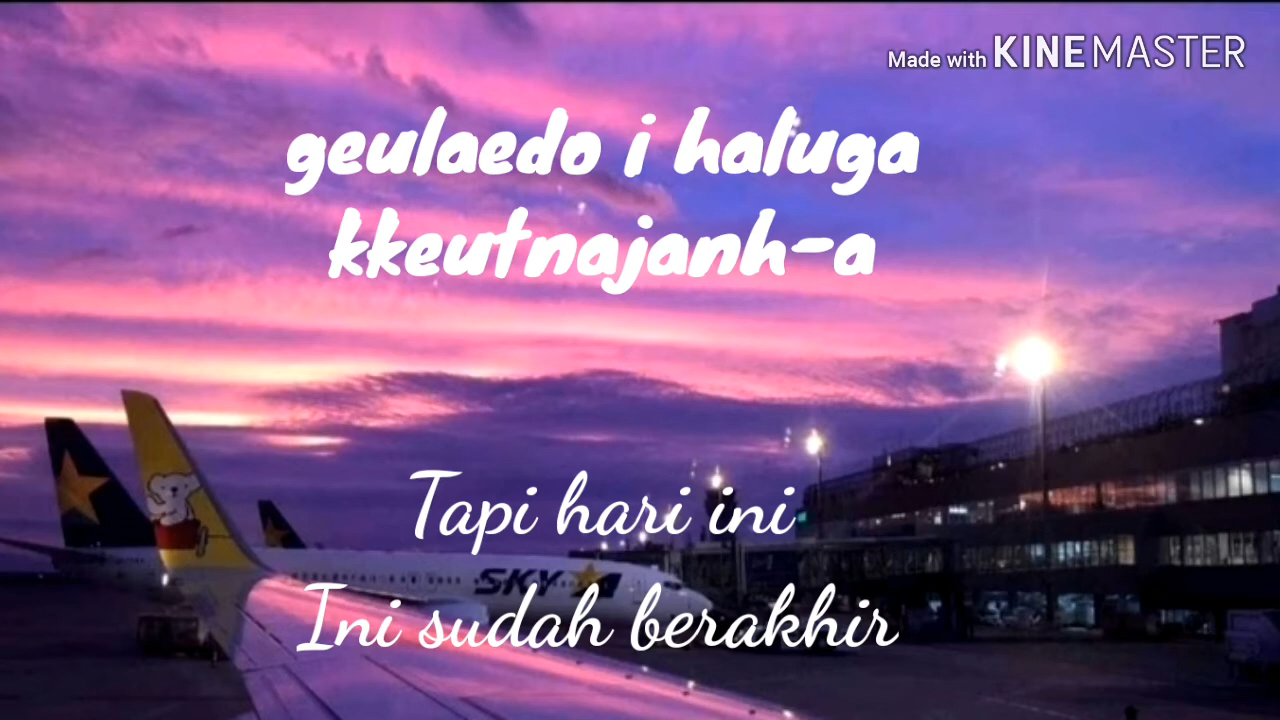 Made with KINEMASTER
geulaedo i haluga
kkeutnajanh-a
Tapi hari ini
SKY
Ini sudah berakhir